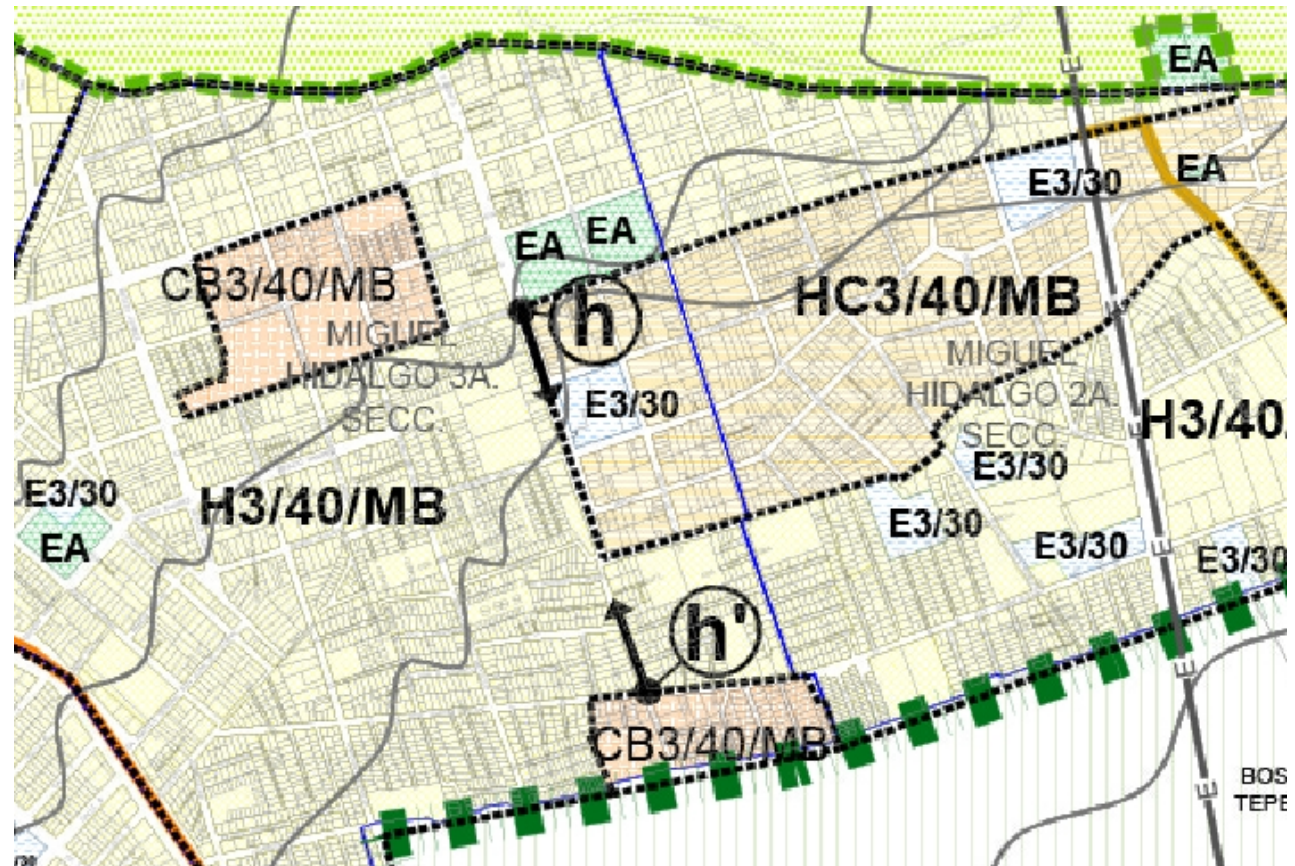 EA
E
EA
E3/30
EA
EA
CB3/40/MB
HC3/40/MB
h
MIGUEL
HIDALGO 3A.
SECC.
MIGUEL
HIDALGO 2A.
SECC.
E3/30
H3/40
E
E3/30
E3/30
H3/40/MB
EA
E3/30
E3/30
E3/30
E
h'
E
CB3/40/MB
E
BOS
TEPE
E